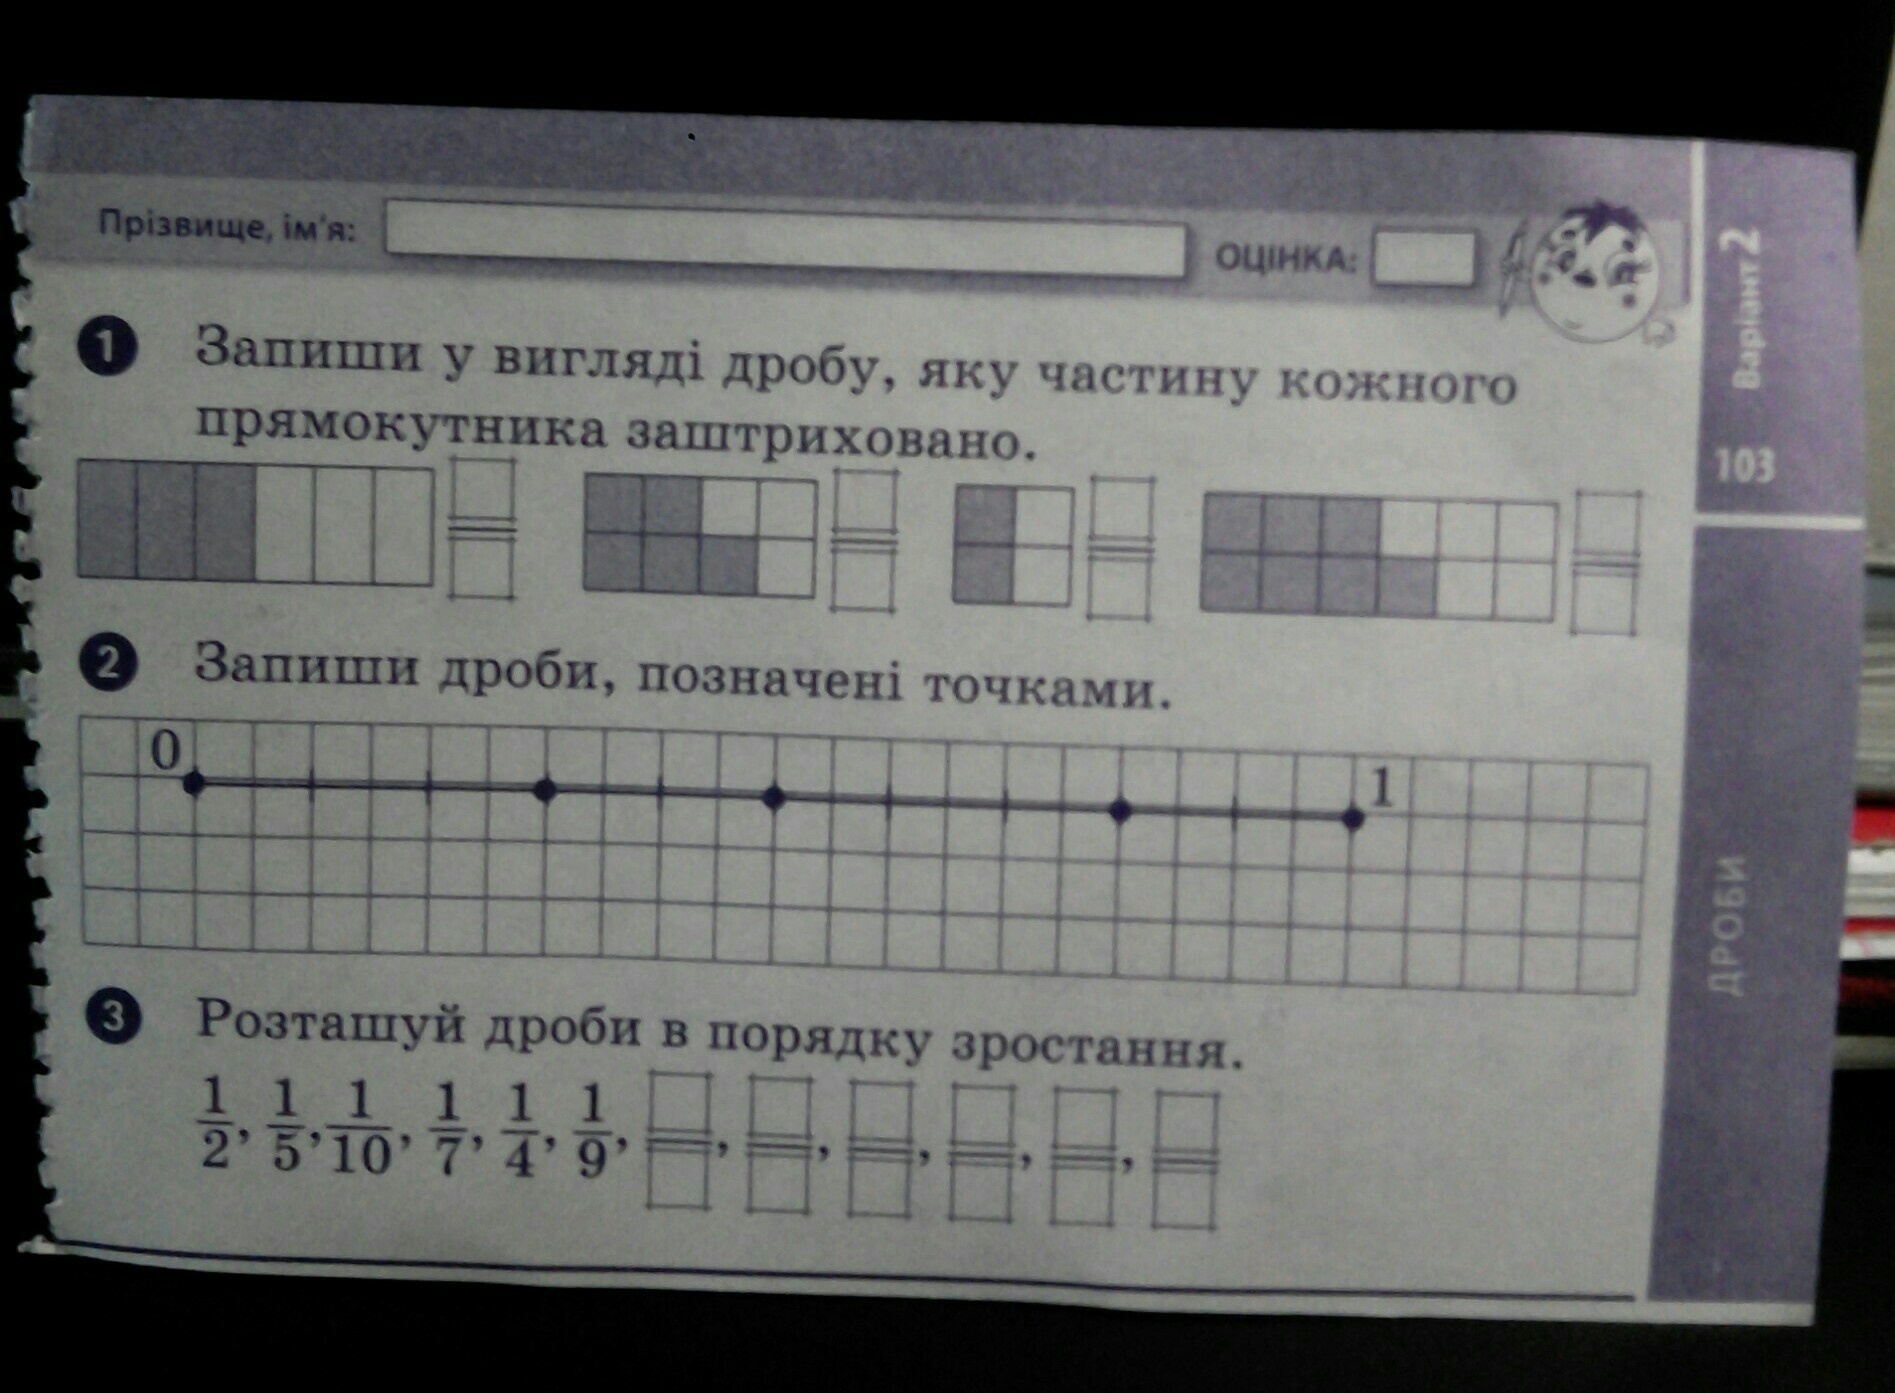 Прізвище, ім'я:
ОЦІНКА:
Варіант 2
103
ДРОБИ
1 Запиши у вигляді дробу, яку частину кожного
прямокутника заштриховано.
2 Запиши дроби, позначені точками.
0 1
3 Розташуй дроби в порядку зростання.
1/2, 1/5, 1/10, 1/7, 1/4, 1/9, , , , , ,